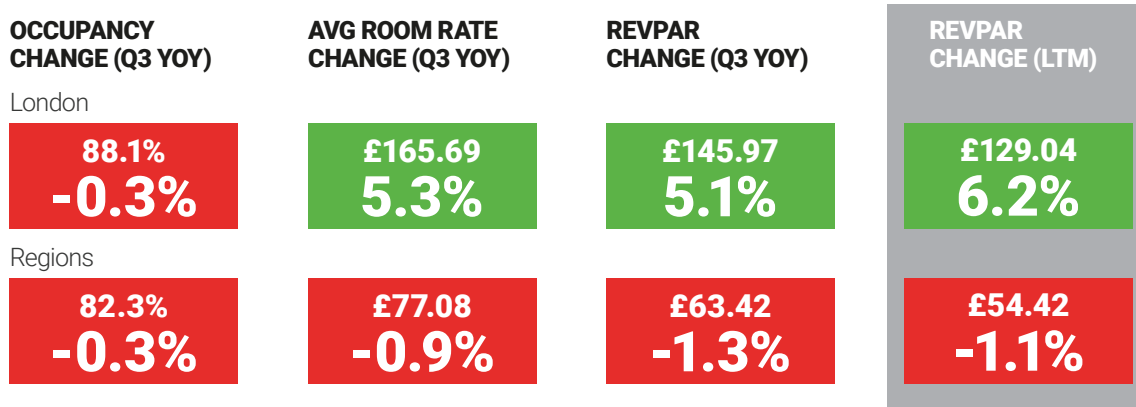 OCCUPANCY
CHANGE (Q3 YOY)
AVG ROOM RATE
CHANGE (Q3 YOY)
REVPAR
CHANGE (Q3 YOY)
REVPAR
CHANGE (LTM)
London
88.1%
-0.3%
£165.69
5.3%
£145.97
5.1%
£129.04
6.2%
Regions
82.3%
-0.3%
£77.08
-0.9%
£63.42
-1.3%
£54.42
-1.1%